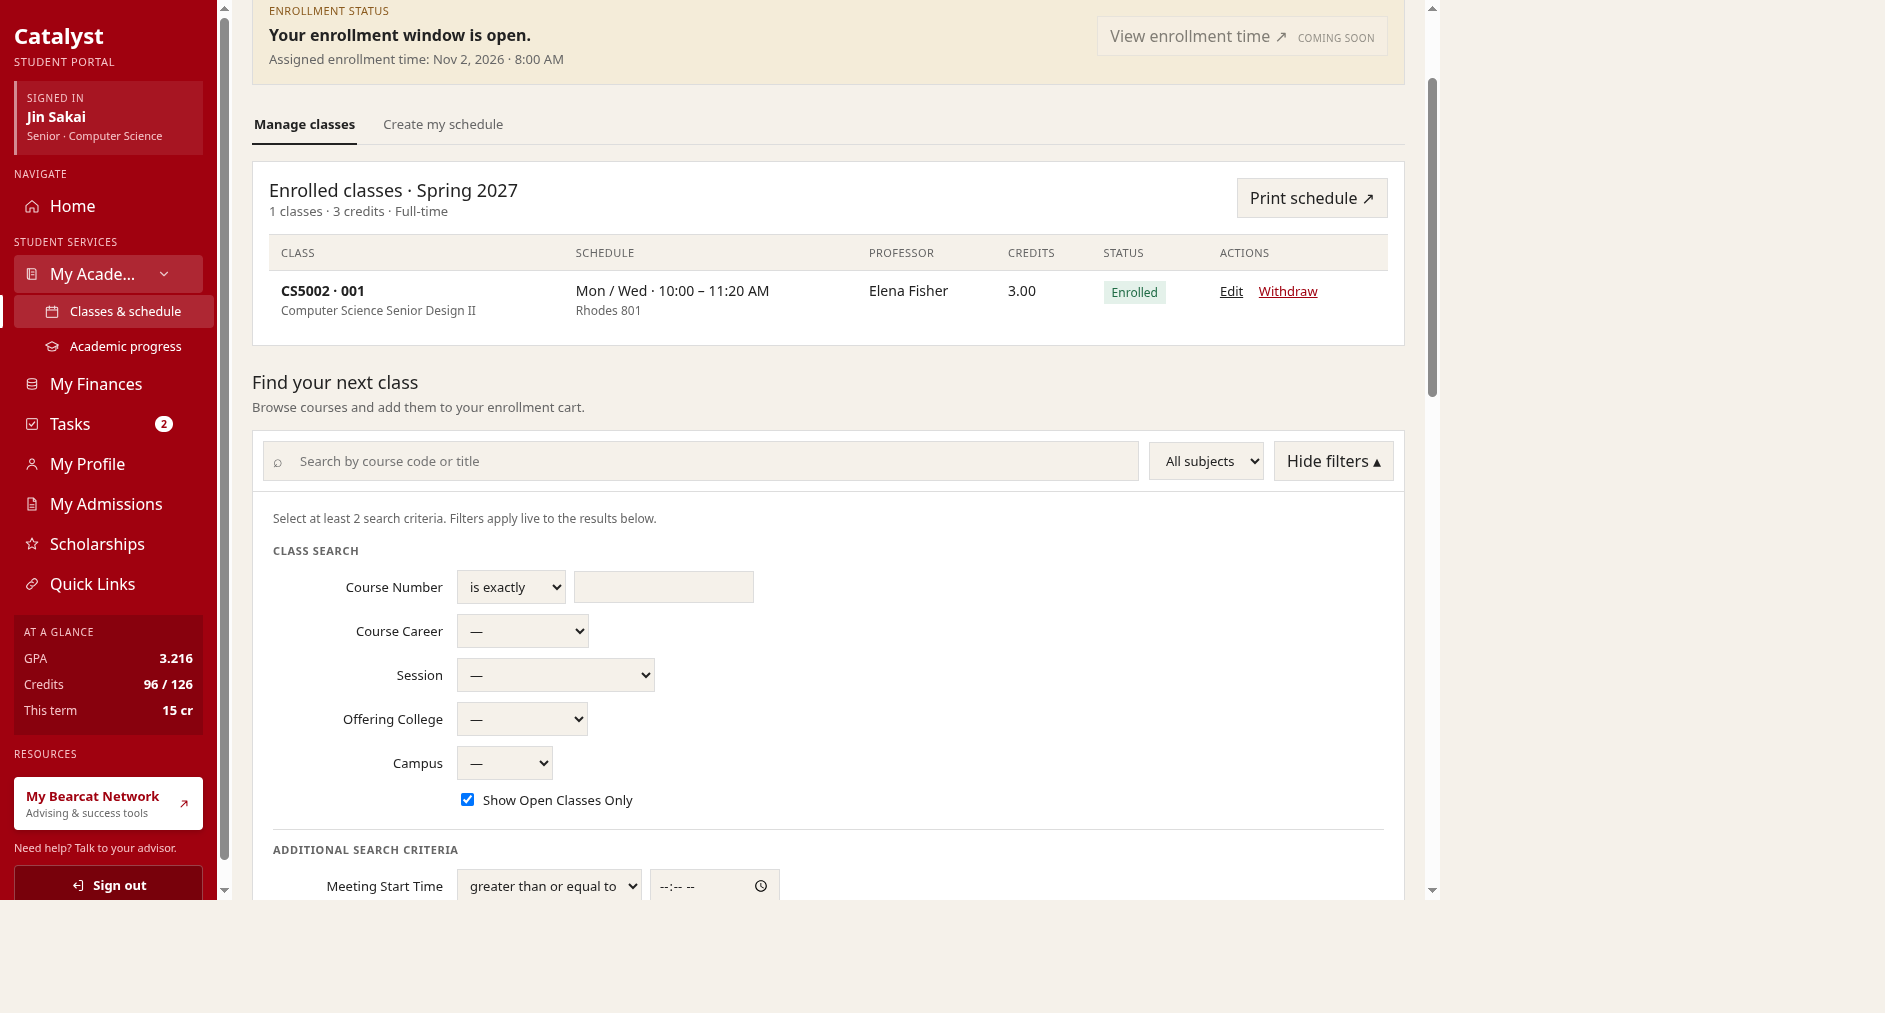 Catalyst
STUDENT PORTAL
SIGNED IN
Jin Sakai
Senior · Computer Science
NAVIGATE
Home
STUDENT SERVICES
My Acade...
Classes & schedule
Academic progress
My Finances
Tasks 2
My Profile
My Admissions
Scholarships
Quick Links
AT A GLANCE
GPA 3.216
Credits 96 / 126
This term 15 cr
RESOURCES
My Bearcat Network ↗
Advising & success tools
Need help? Talk to your advisor.
Sign out
ENROLLMENT STATUS
Your enrollment window is open.
Assigned enrollment time: Nov 2, 2026 · 8:00 AM
View enrollment time ↗ COMING SOON
Manage classes Create my schedule
Enrolled classes · Spring 2027
1 classes · 3 credits · Full-time
Print schedule ↗
CLASS SCHEDULE PROFESSOR CREDITS STATUS ACTIONS
CS5002 · 001 Mon / Wed · 10:00 – 11:20 AM Elena Fisher 3.00 Enrolled Edit Withdraw
Computer Science Senior Design II Rhodes 801
Find your next class
Browse courses and add them to your enrollment cart.
Search by course code or title All subjects Hide filters ▴
Select at least 2 search criteria. Filters apply live to the results below.
CLASS SEARCH
Course Number is exactly
Course Career —
Session —
Offering College —
Campus —
Show Open Classes Only
ADDITIONAL SEARCH CRITERIA
Meeting Start Time greater than or equal to --:-- --